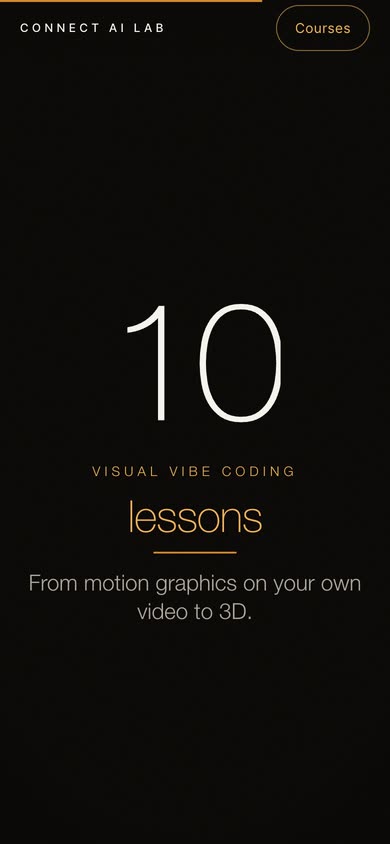 CONNECT AI LAB
Courses
10
VISUAL VIBE CODING
lessons
From motion graphics on your own
video to 3D.